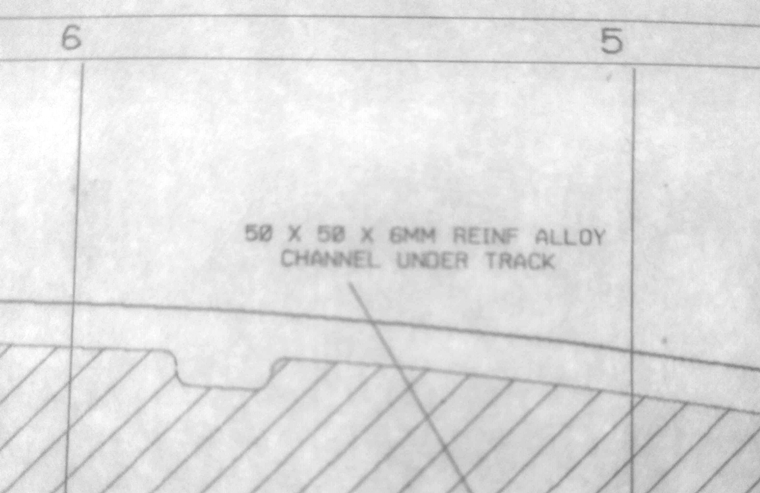 6
5
50 X 50 X 6MM REINF ALLOY
CHANNEL UNDER TRACK